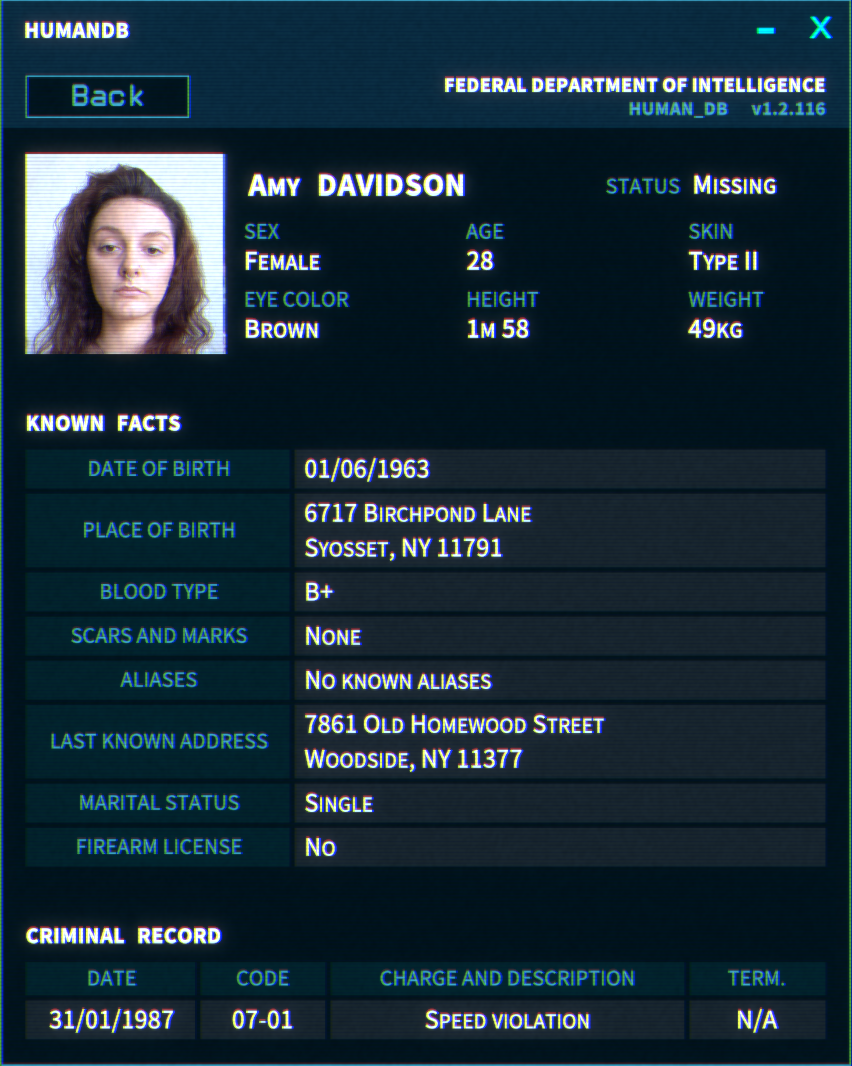 HUMANDB
– X
Back
FEDERAL DEPARTMENT OF INTELLIGENCE
HUMAN_DB v1.2.116
Amy DAVIDSON
STATUS Missing
SEX AGE SKIN
Female 28 Type II
EYE COLOR HEIGHT WEIGHT
Brown 1m 58 49kg
KNOWN FACTS
DATE OF BIRTH 01/06/1963
PLACE OF BIRTH
6717 Birchpond Lane
Syosset, NY 11791
BLOOD TYPE B+
SCARS AND MARKS None
ALIASES No known aliases
LAST KNOWN ADDRESS
7861 Old Homewood Street
Woodside, NY 11377
MARITAL STATUS Single
FIREARM LICENSE No
CRIMINAL RECORD
DATE CODE CHARGE AND DESCRIPTION TERM.
31/01/1987 07-01 Speed violation N/A